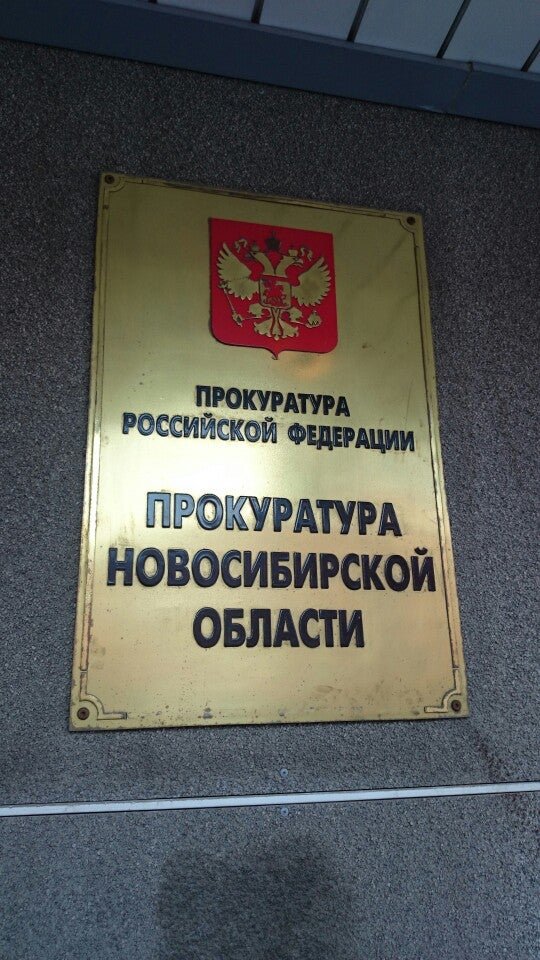 ПРОКУРАТУРА
РОССИЙСКОЙ ФЕДЕРАЦИИ
ПРОКУРАТУРА
НОВОСИБИРСКОЙ
ОБЛАСТИ